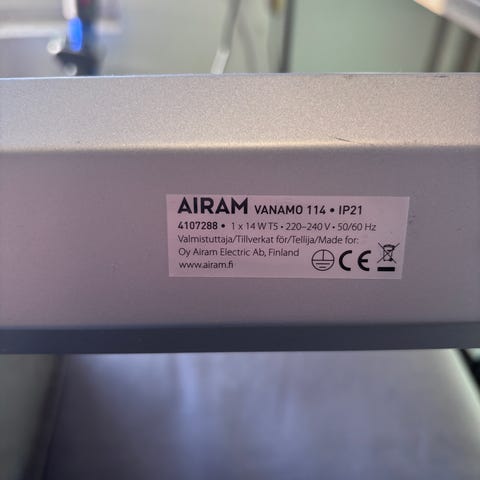 AIRAM VANAMO 114 • IP21
4107288 • 1 x 14 W T5 • 220–240 V • 50/60 Hz
Valmistuttaja/Tillverkat för/Tellija/Made for:
Oy Airam Electric Ab, Finland
www.airam.fi
CE